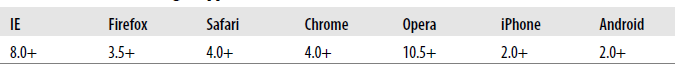 IE Firefox Safari Chrome Opera iPhone Android
8.0+ 3.5+ 4.0+ 4.0+ 10.5+ 2.0+ 2.0+